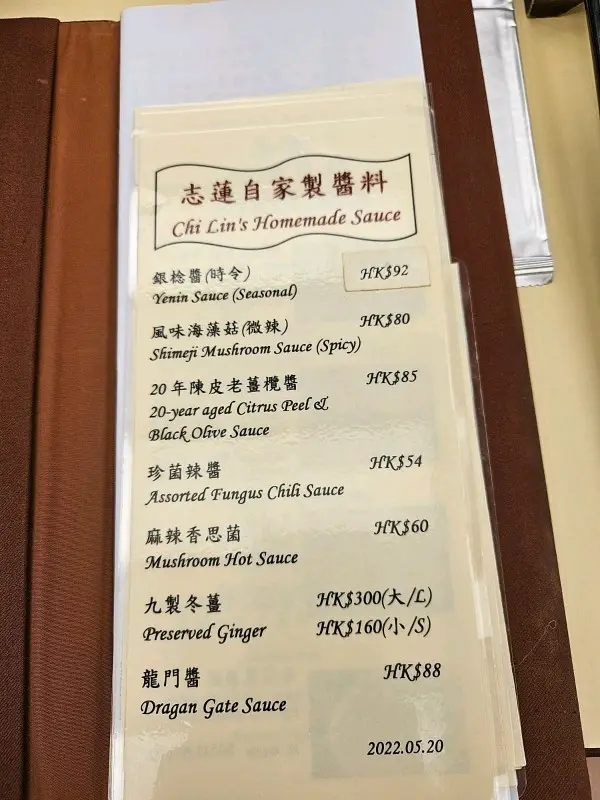 志蓮自家製醬料
Chi Lin's Homemade Sauce
銀稔醬(時令) HK$92
Yenin Sauce (Seasonal)
風味海藻菇(微辣) HK$80
Shimeji Mushroom Sauce (Spicy)
20年陳皮老薑欖醬 HK$85
20-year aged Citrus Peel &
Black Olive Sauce
珍菌辣醬 HK$54
Assorted Fungus Chili Sauce
麻辣香思菌 HK$60
Mushroom Hot Sauce
九製冬薑 HK$300(大/L)
Preserved Ginger HK$160(小/S)
龍門醬 HK$88
Dragan Gate Sauce
2022.05.20